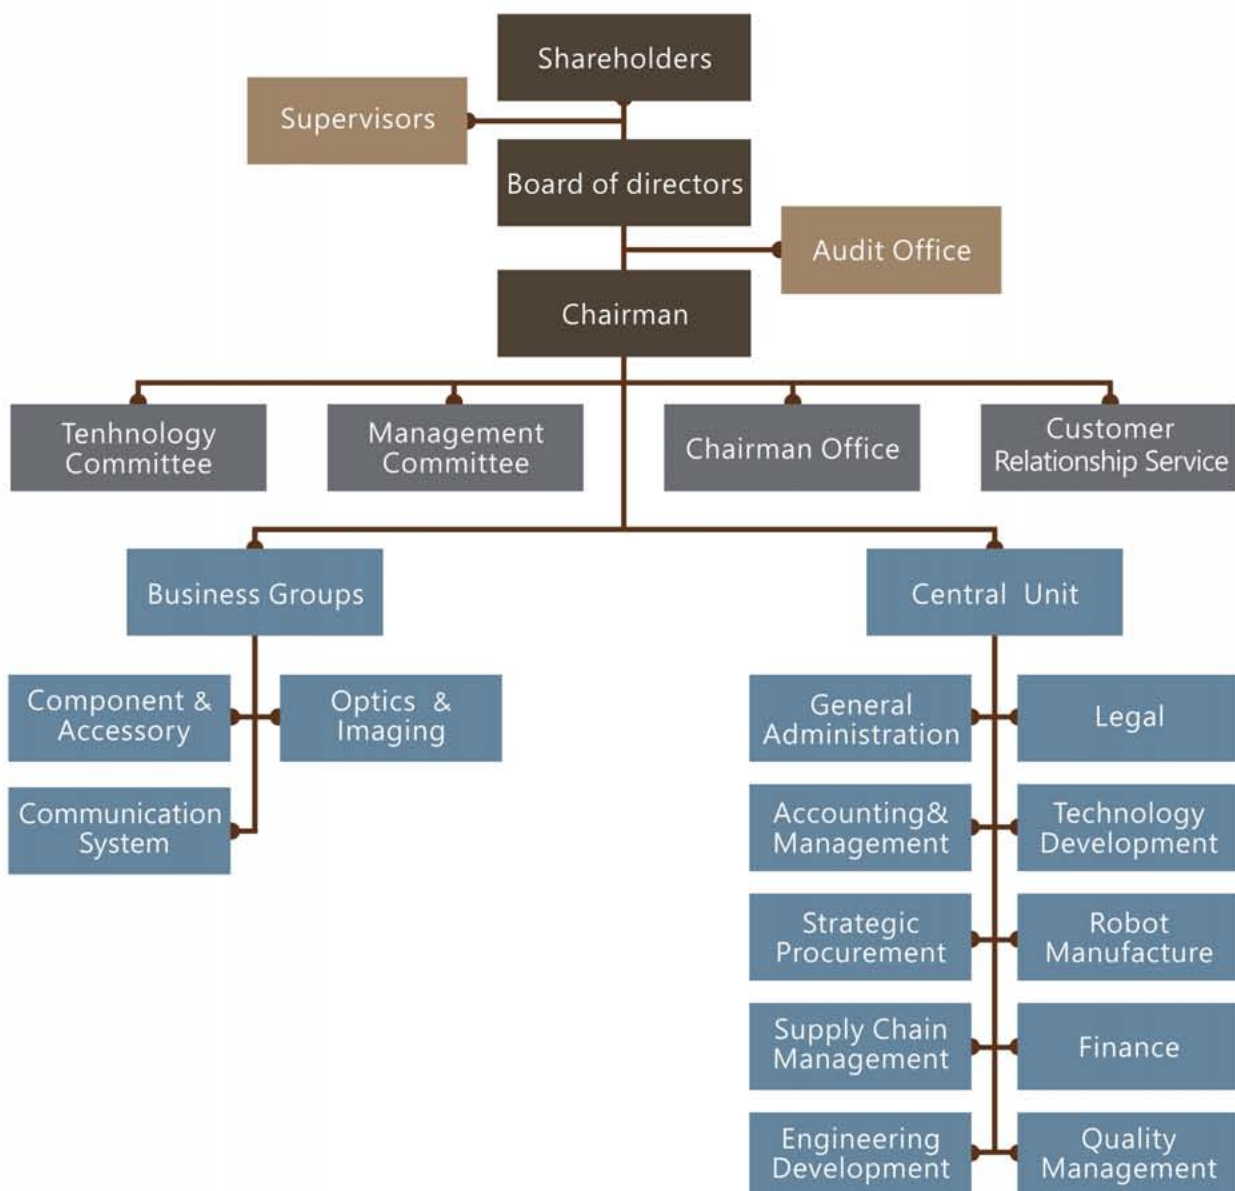 Shareholders
Supervisors
Board of directors
Audit Office
Chairman
Tenhnology
Committee
Management
Committee
Chairman Office
Customer
Relationship Service
Business Groups
Central Unit
Component &
Accessory
Optics &
Imaging
Communication
System
General
Administration
Legal
Accounting&
Management
Technology
Development
Strategic
Procurement
Robot
Manufacture
Supply Chain
Management
Finance
Engineering
Development
Quality
Management